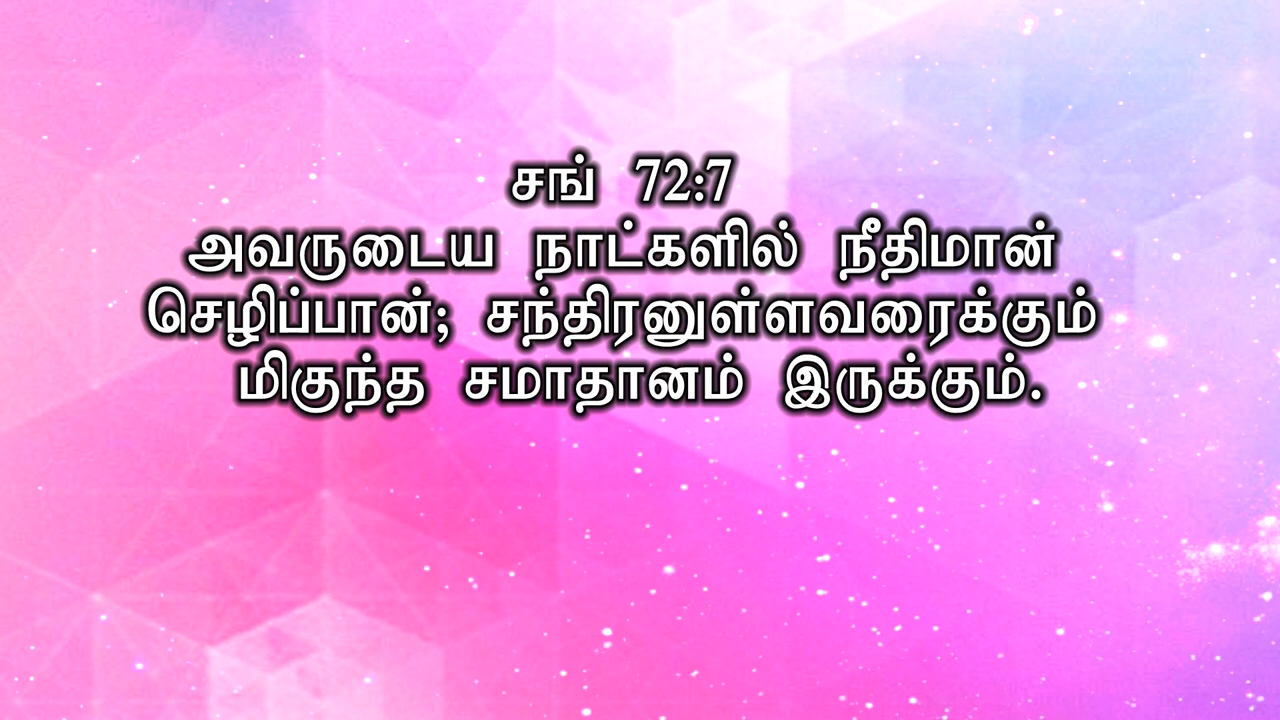 சங் 72:7
அவருடைய நாட்களில் நீதிமான்
செழிப்பான்; சந்திரனுள்ளவரைக்கும்
மிகுந்த சமாதானம் இருக்கும்.